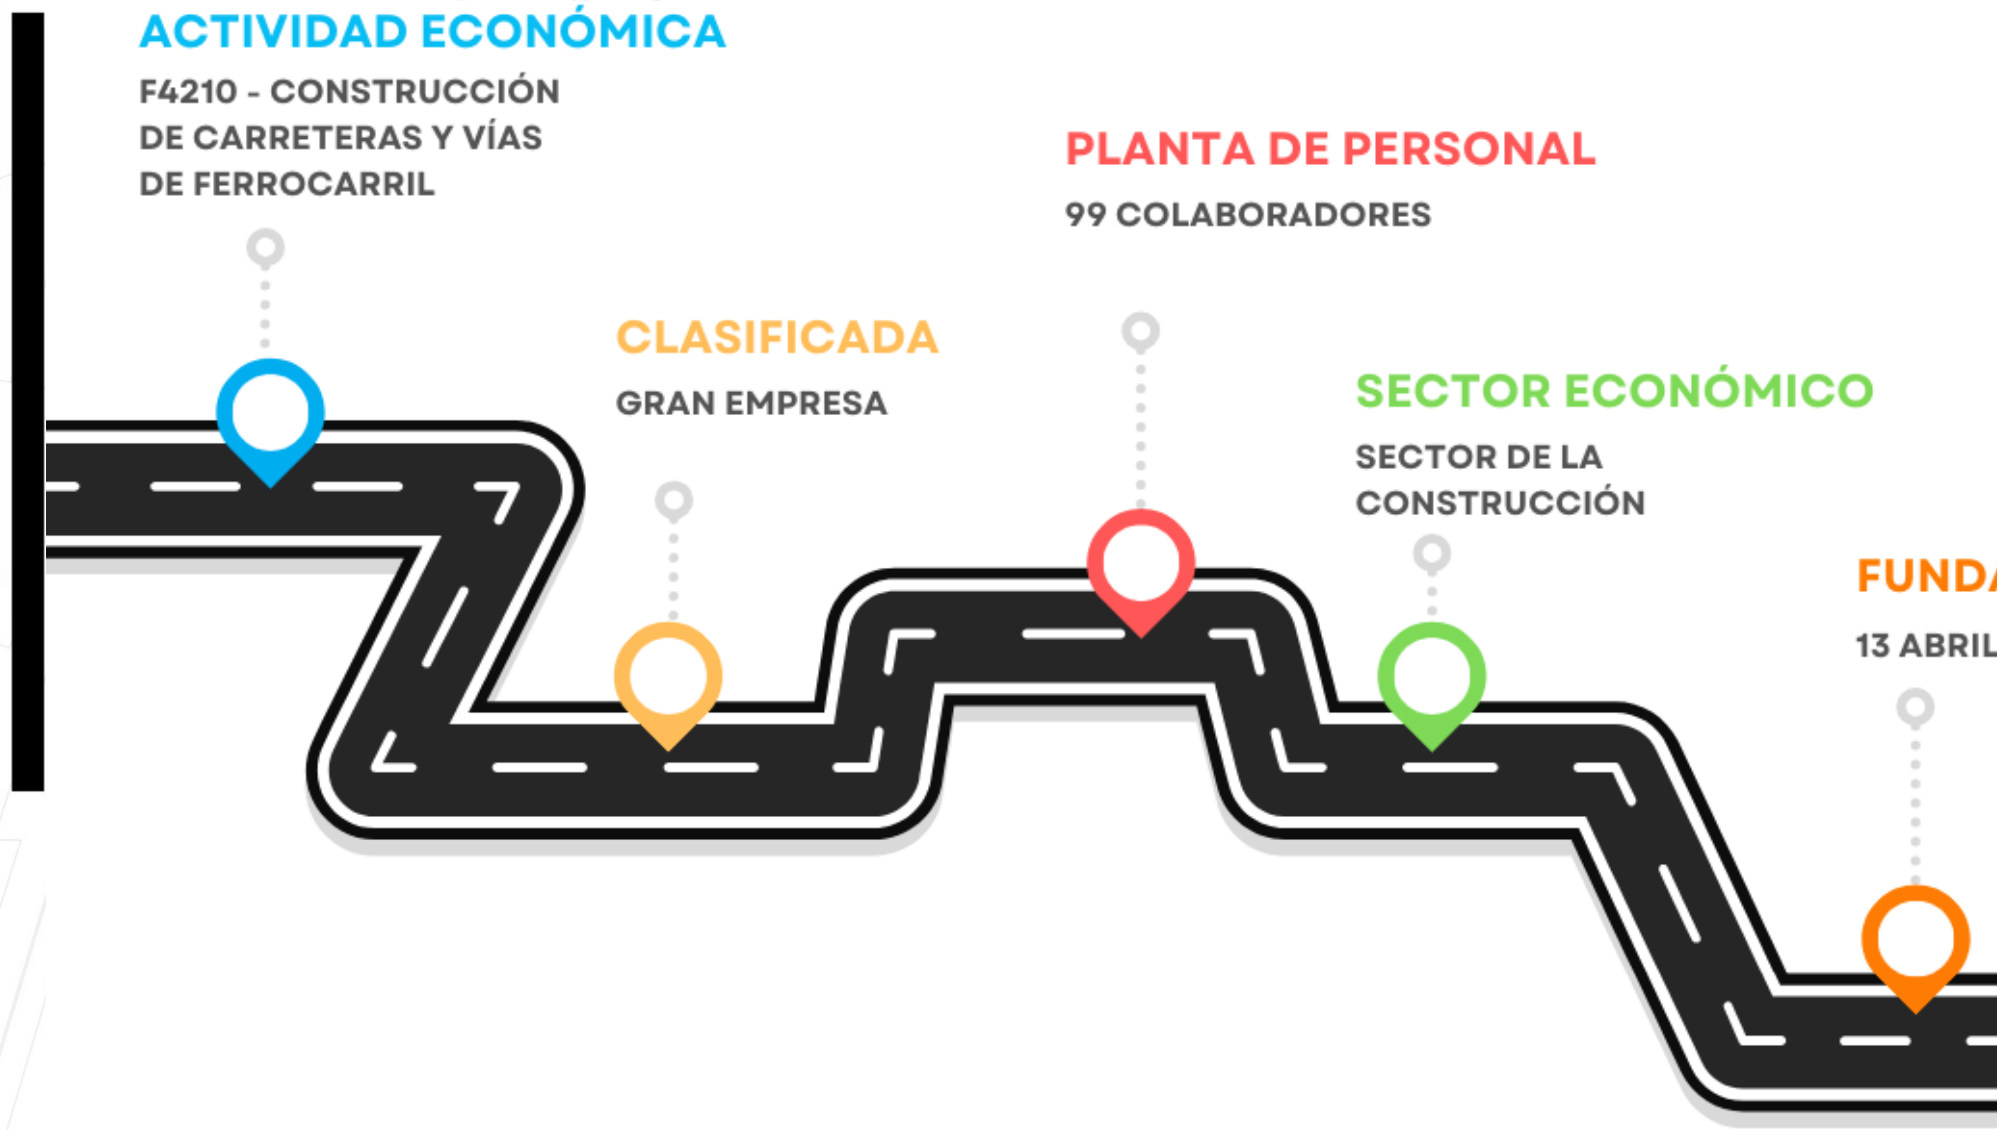 ACTIVIDAD ECONÓMICA
F4210 - CONSTRUCCIÓN
DE CARRETERAS Y VÍAS
DE FERROCARRIL
PLANTA DE PERSONAL
99 COLABORADORES
CLASIFICADA
GRAN EMPRESA
SECTOR ECONÓMICO
SECTOR DE LA
CONSTRUCCIÓN
13 ABRIL